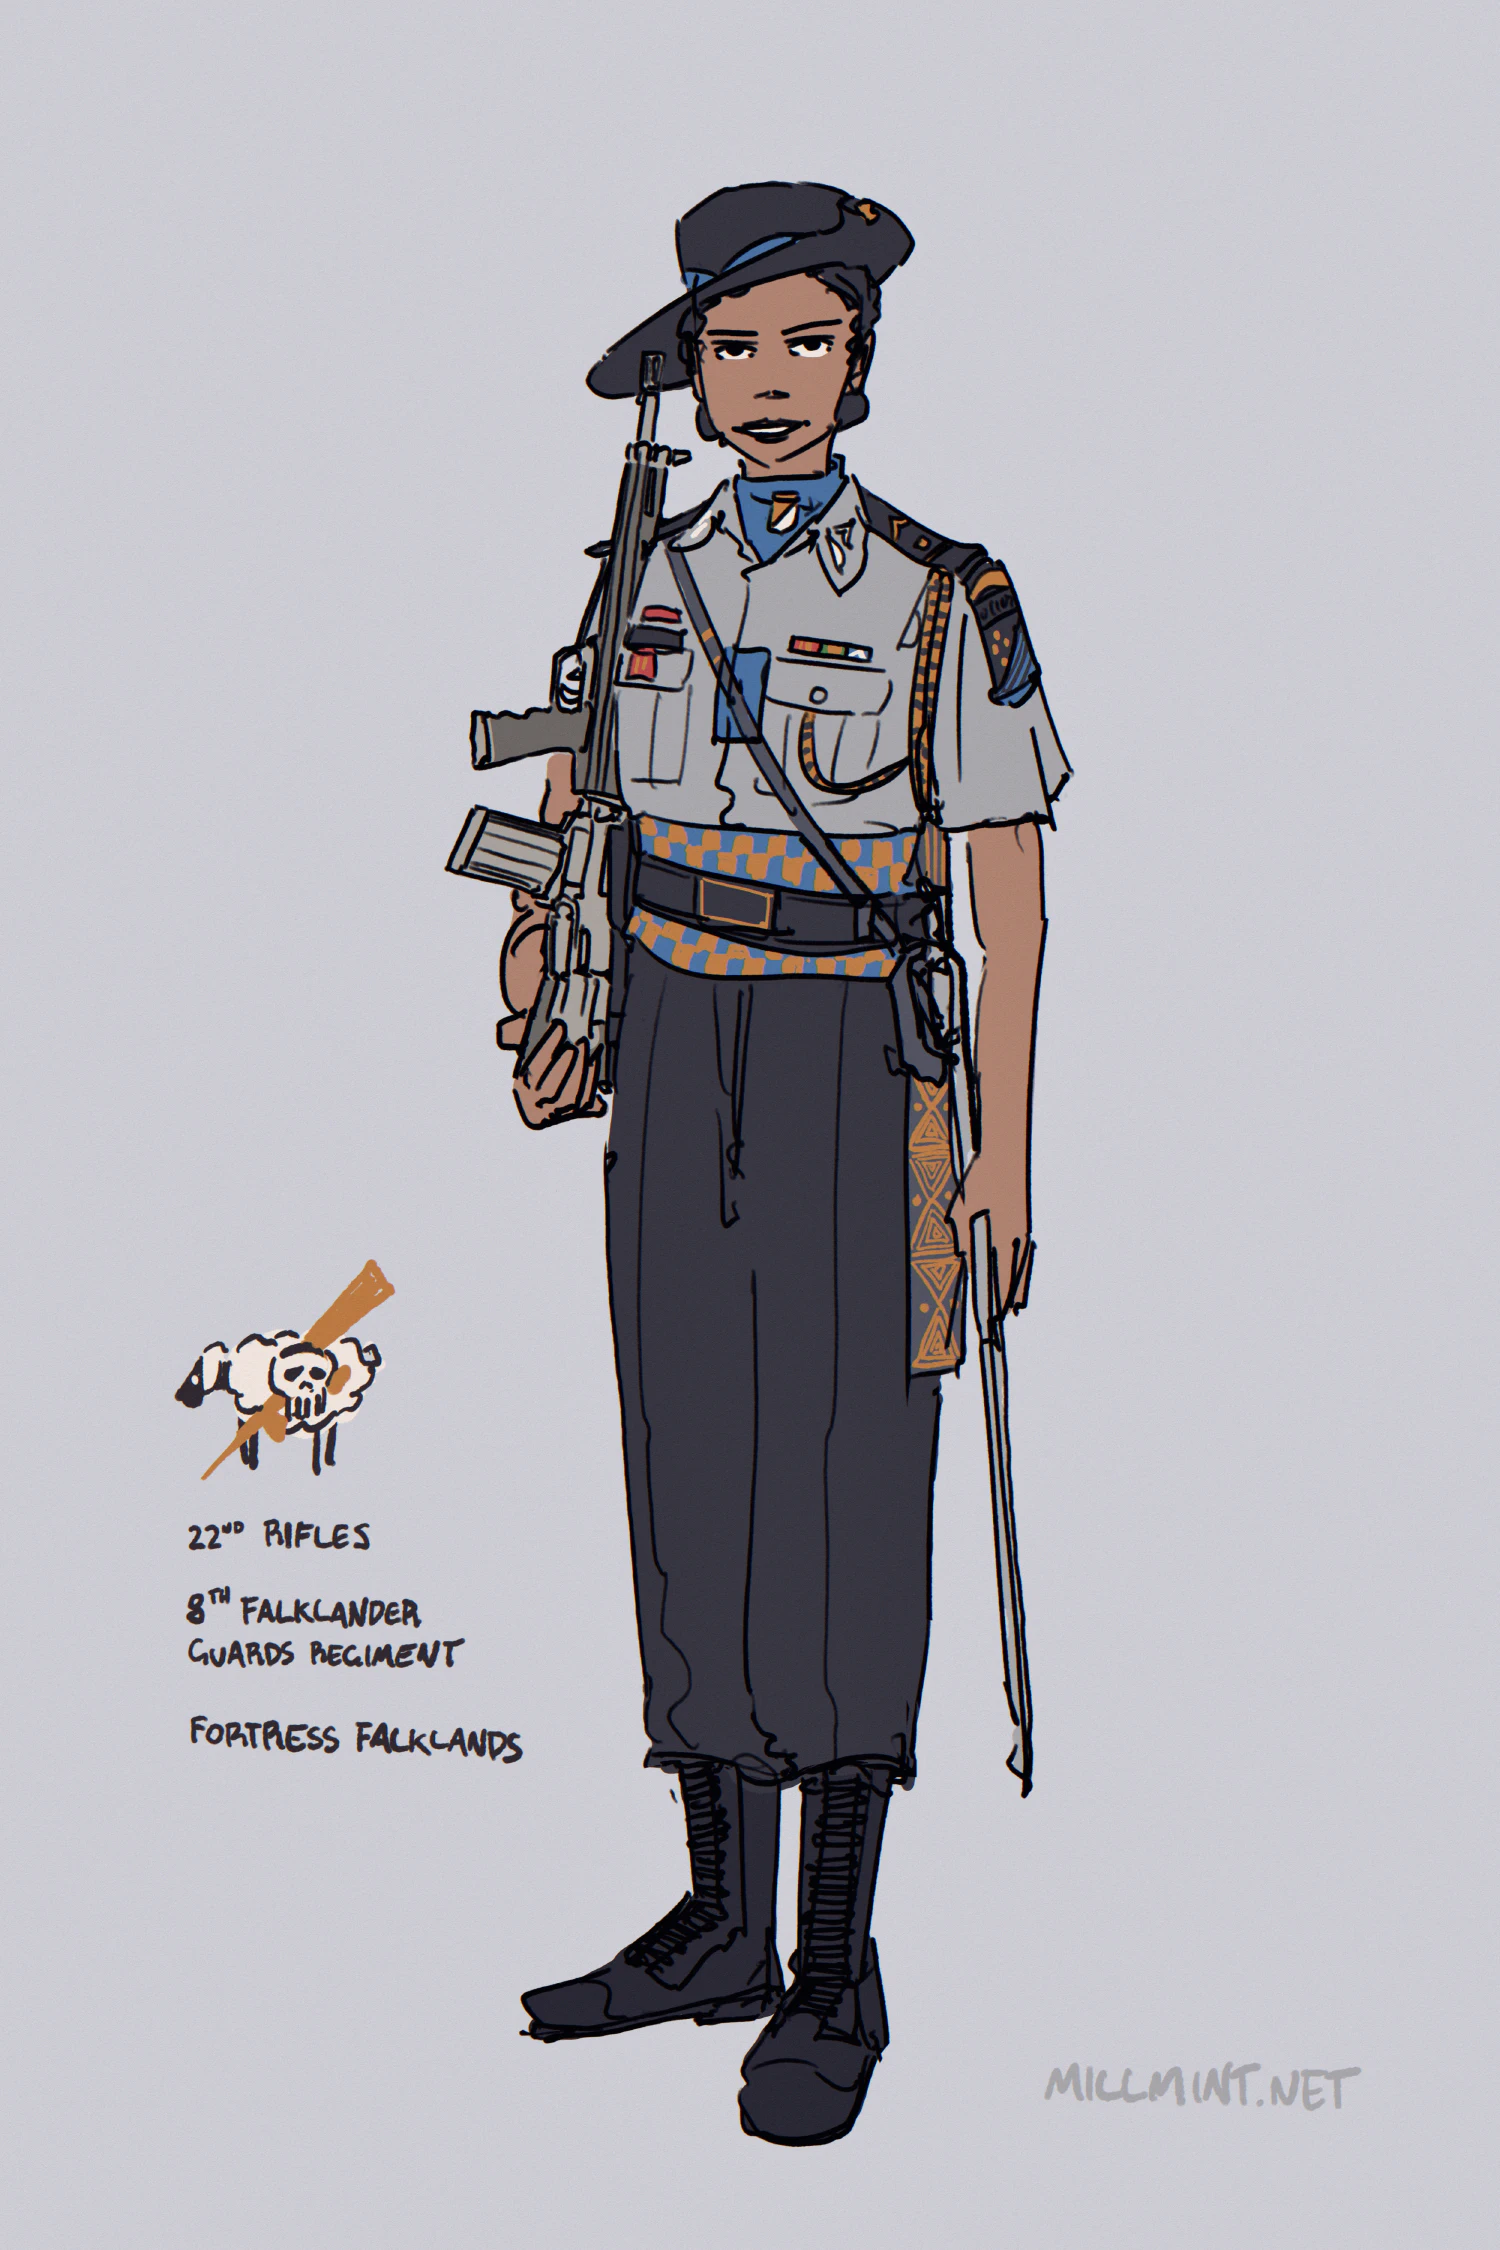 22ND RIFLES
8TH FALKLANDER
GUARDS REGIMENT
FORTRESS FALKLANDS
MILLMINT.NET